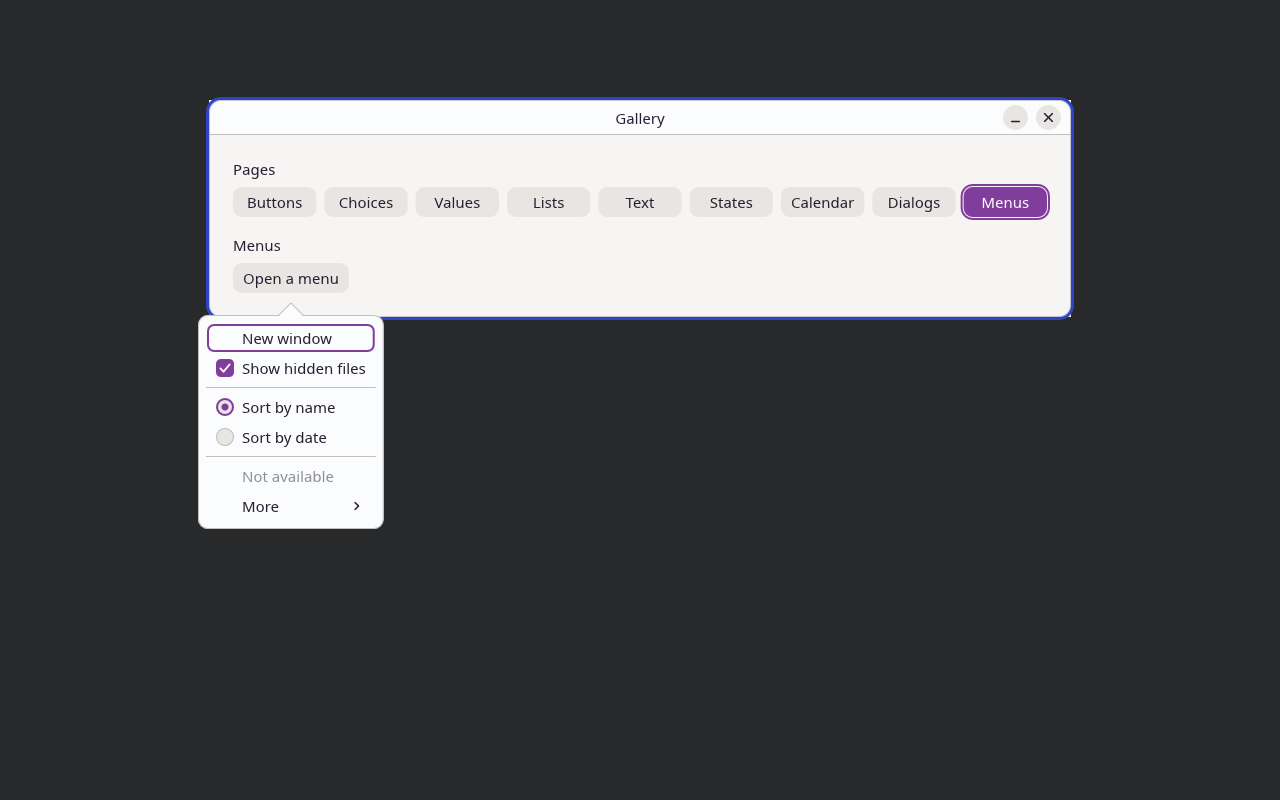 Gallery
Pages
Buttons Choices Values Lists Text States Calendar Dialogs Menus
Menus
Open a menu
New window
Show hidden files
Sort by name
Sort by date
Not available
More